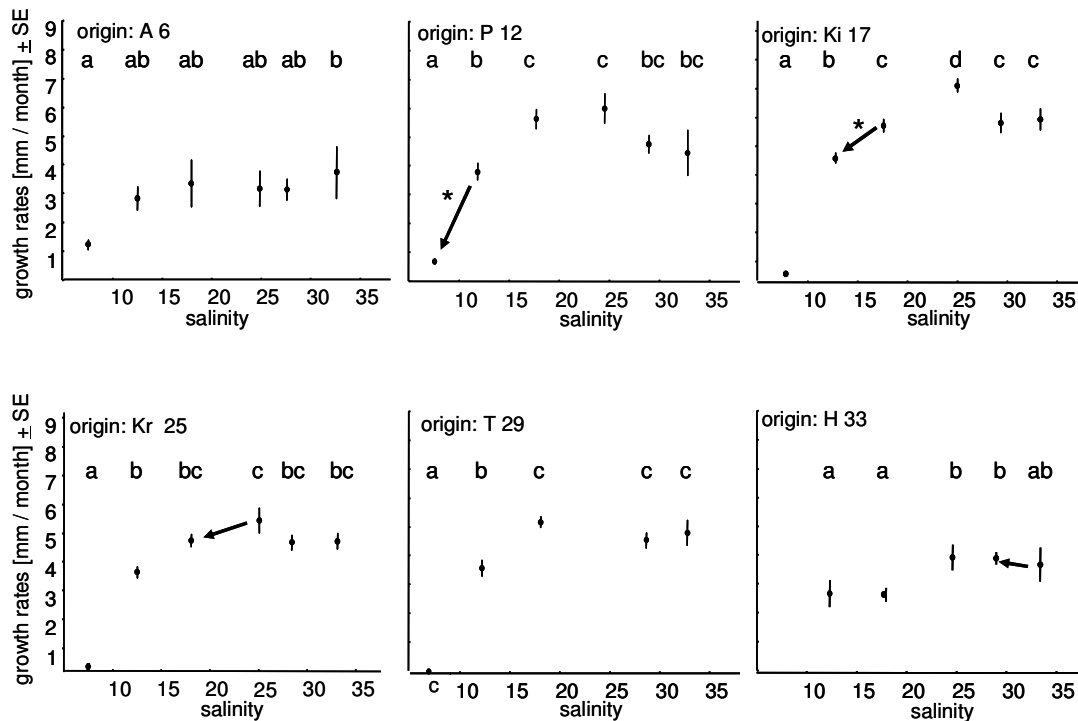 growth rates [mm / month] ± SE
9
8
7
6
5
4
3
2
1
origin: A 6
a ab ab ab ab b
10 15 20 25 30 35
salinity
origin: P 12
a b c c bc bc
*
10 15 20 25 30 35
salinity
origin: Ki 17
a b c d c c
*
10 15 20 25 30 35
salinity
growth rates [mm / month] ± SE
9
8
7
6
5
4
3
2
1
origin: Kr 25
a b bc c bc bc
10 15 20 25 30 35
salinity
origin: T 29
a b c c c
c
10 15 20 25 30 35
salinity
origin: H 33
a a b b ab
10 15 20 25 30 35
salinity